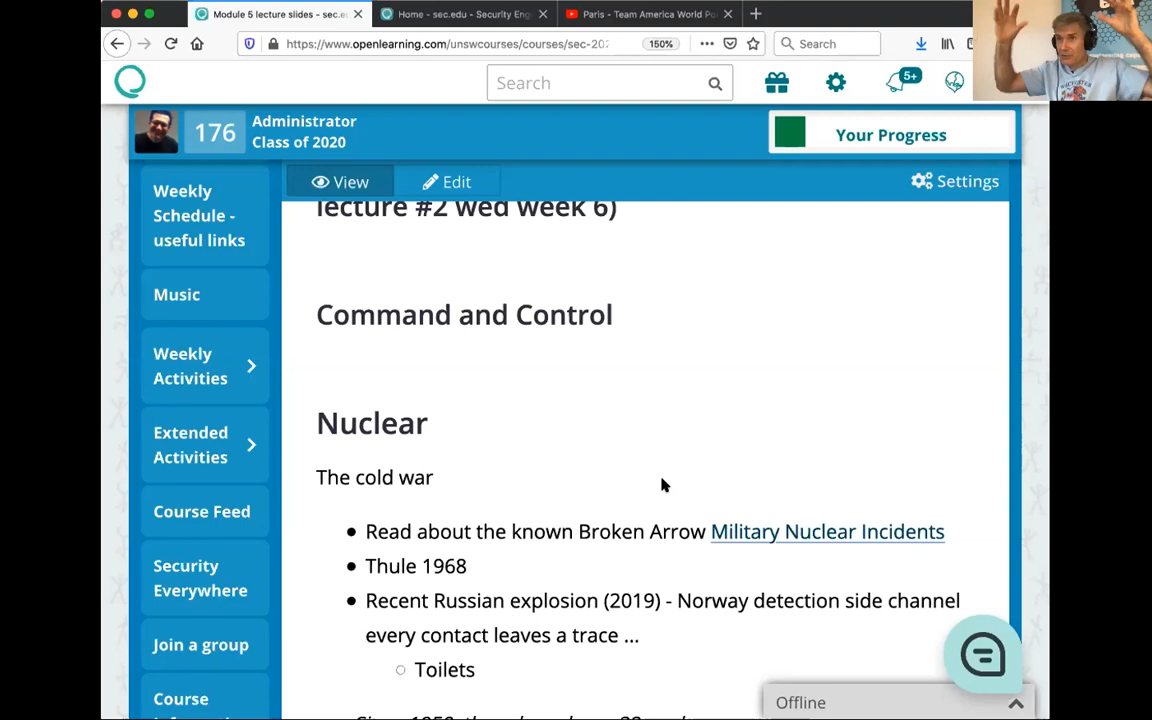 Module 5 lecture slides - sec.e
Home - sec.edu - Security Eng
Paris - Team America World Po
https://www.openlearning.com/unswcourses/courses/sec-20
150%
Search
Search
5+
176
Administrator
Class of 2020
Your Progress
View
Edit
Settings
Weekly
Schedule -
useful links
Music
Weekly
Activities
Extended
Activities
Course Feed
Security
Everywhere
Join a group
Course
lecture #2 wed week 6)
Command and Control
Nuclear
The cold war
Read about the known Broken Arrow Military Nuclear Incidents
Thule 1968
Recent Russian explosion (2019) - Norway detection side channel
every contact leaves a trace ...
Toilets
Offline